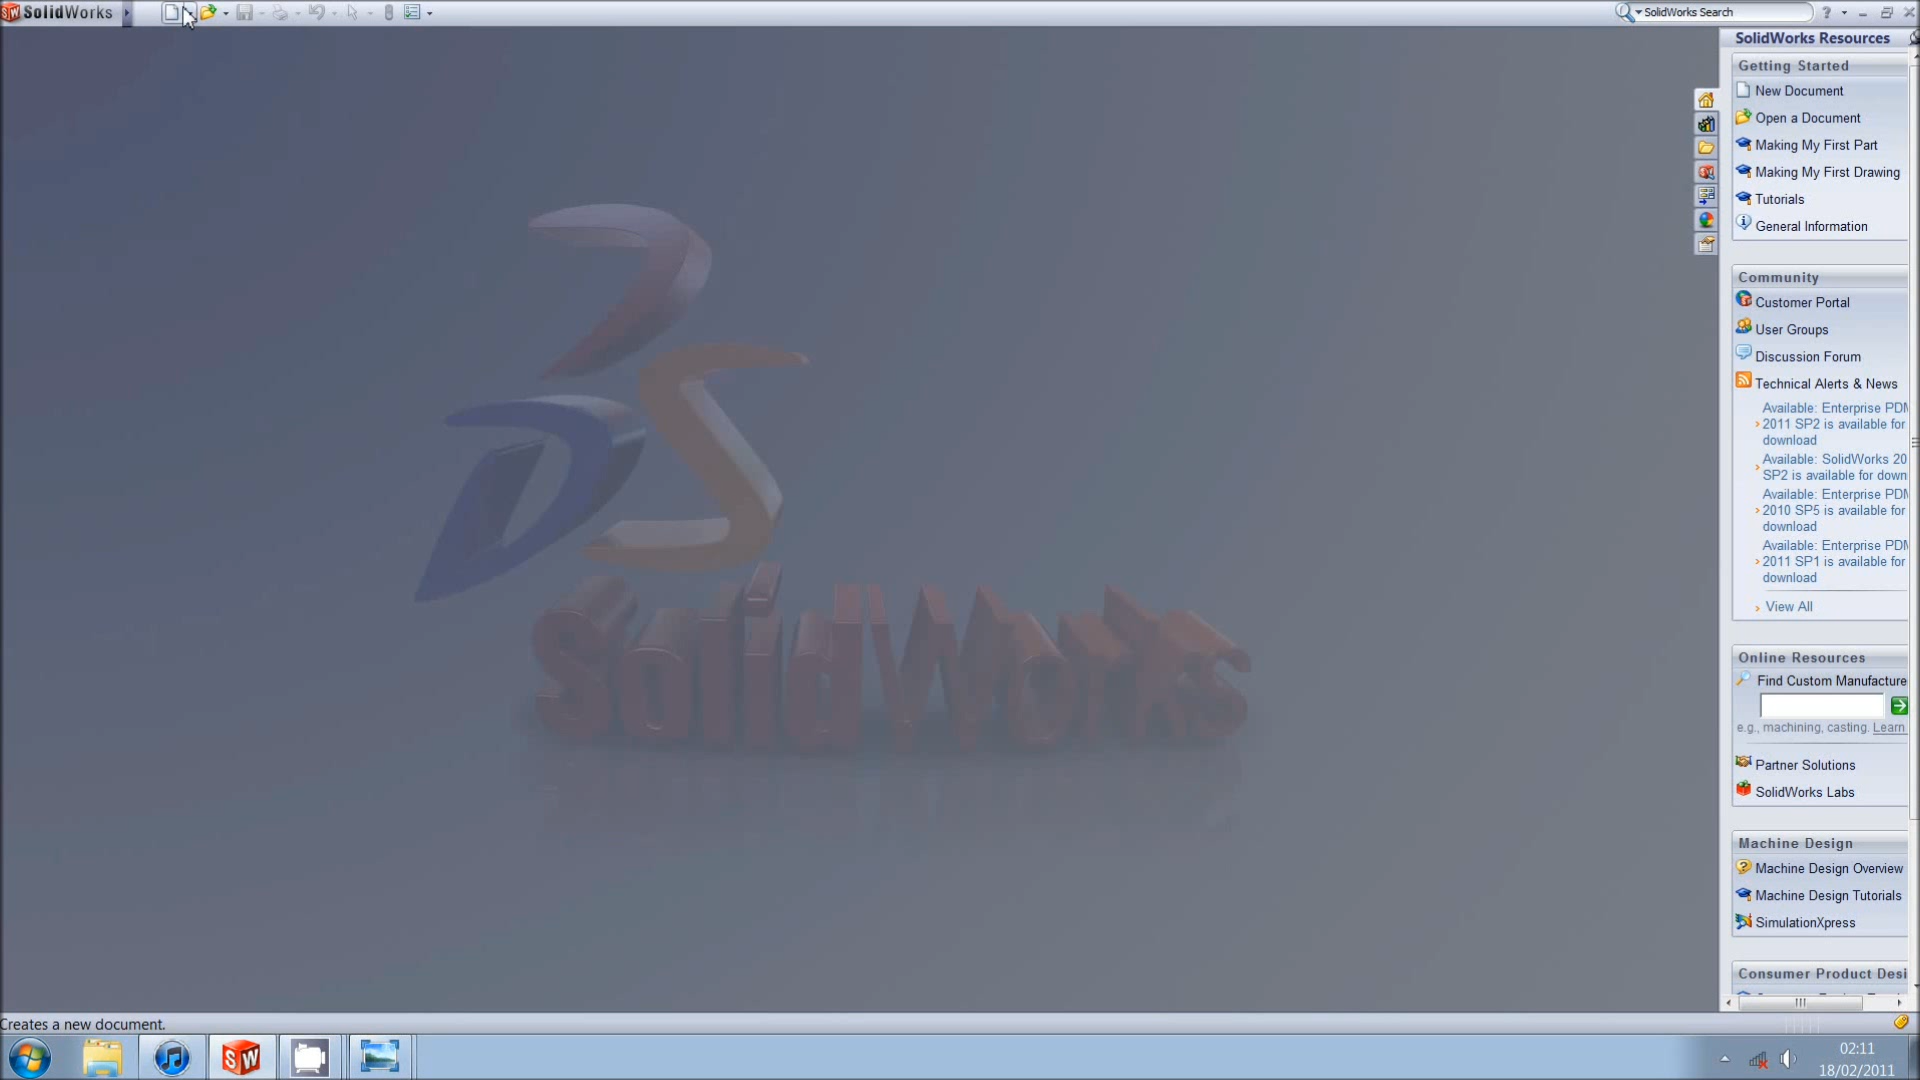 SolidWorks
SolidWorks Search
SolidWorks Resources
Getting Started
New Document
Open a Document
Making My First Part
Making My First Drawing
Tutorials
General Information
Community
Customer Portal
User Groups
Discussion Forum
Technical Alerts & News
Available: Enterprise PDM
2011 SP2 is available for
download
Available: SolidWorks 20
SP2 is available for down
Available: Enterprise PDM
2010 SP5 is available for
download
Available: Enterprise PDM
2011 SP1 is available for
download
View All
Online Resources
Find Custom Manufacture
e.g., machining, casting. Learn
Partner Solutions
SolidWorks Labs
Machine Design
Machine Design Overview
Machine Design Tutorials
SimulationXpress
Consumer Product Desi
SolidWorks
Creates a new document.
SW
02:11
18/02/2011